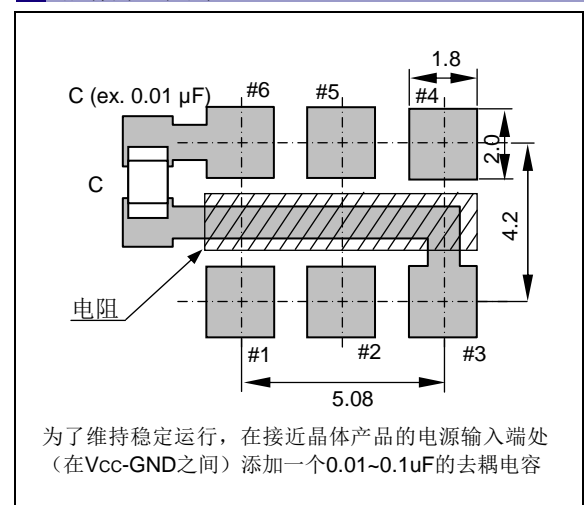 C (ex. 0.01 µF)
#6
#5
#4
1.8
2.0
C
4.2
电阻
#1
#2
#3
5.08
为了维持稳定运行，在接近晶体产品的电源输入端处
（在Vcc-GND之间）添加一个0.01~0.1uF的去耦电容